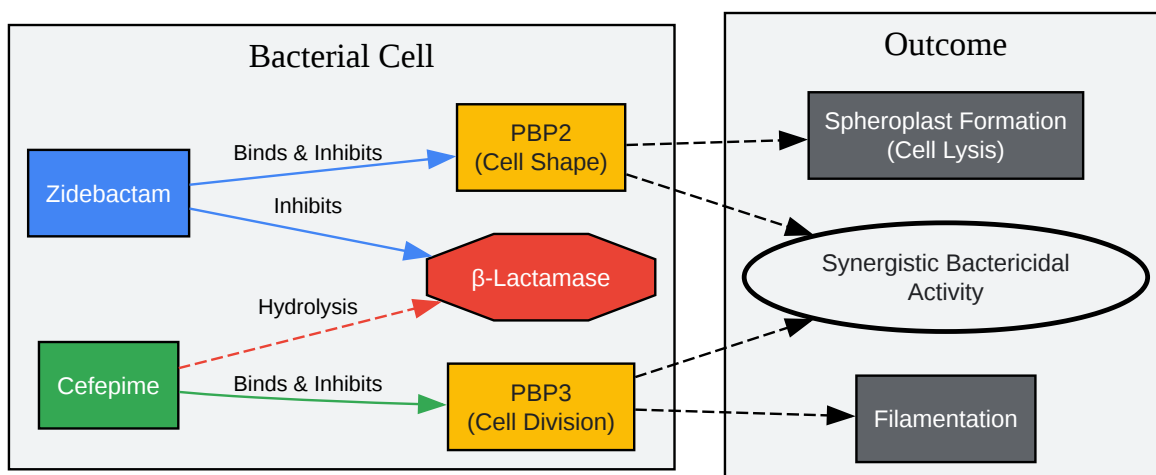 Bacterial Cell
Zidebactam
Binds & Inhibits
Inhibits
PBP2
(Cell Shape)
β-Lactamase
Hydrolysis
Cefepime
Binds & Inhibits
PBP3
(Cell Division)
Outcome
Spheroplast Formation
(Cell Lysis)
Synergistic Bactericidal
Activity
Filamentation